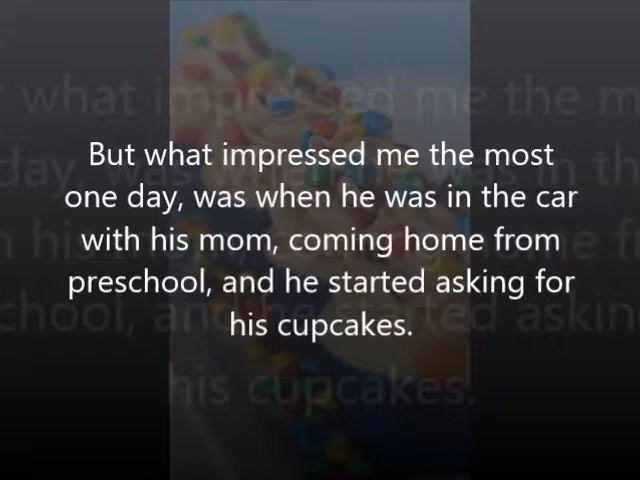 But what impressed me the most
one day, was when he was in the car
with his mom, coming home from
preschool, and he started asking for
his cupcakes.